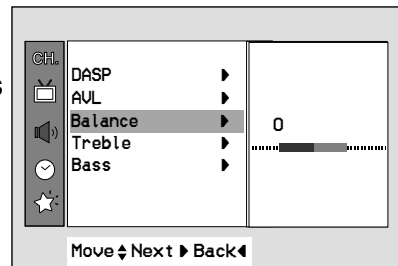 CH.
s
DASP
AVL
Balance
Treble
Bass
0
Move Next Back